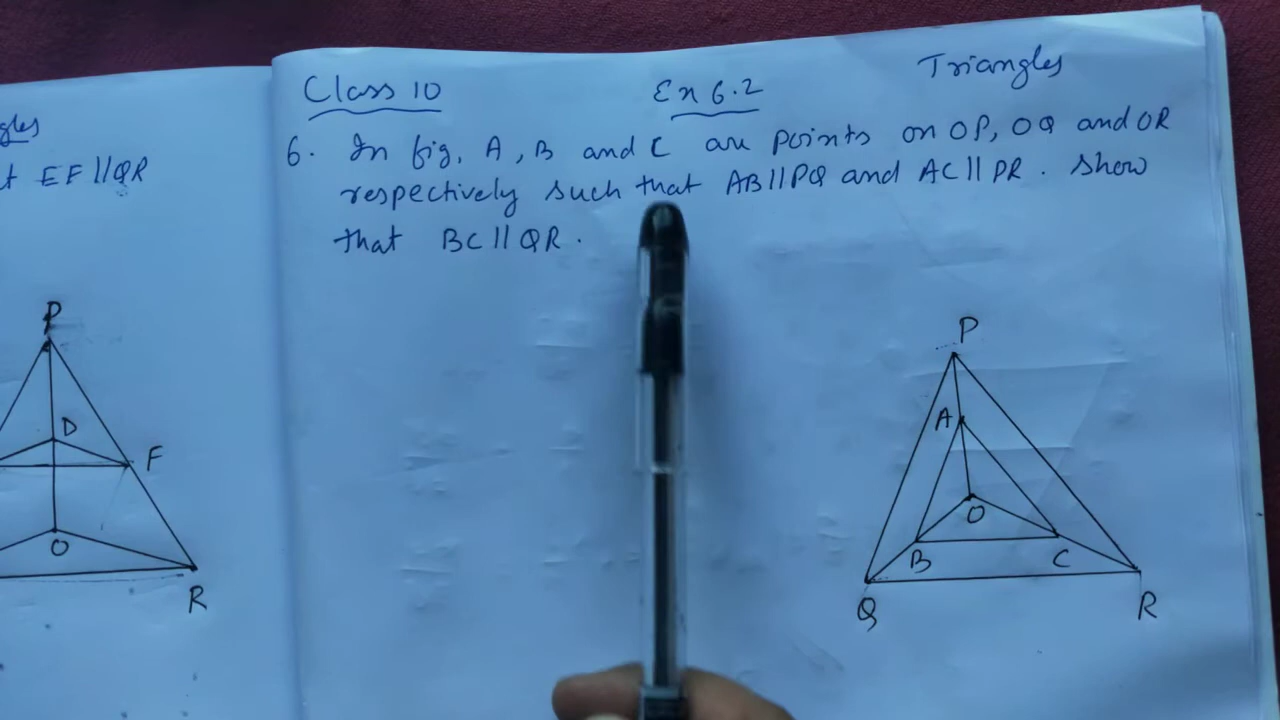 gles
t EF || QR
P
D
F
O
R
Class 10
Ex 6.2
Triangles
6. In fig, A, B and C are points on OP, OQ and OR
respectively such that AB || PQ and AC || PR. Show
that BC || QR.
P
A
O
B
C
Q
R